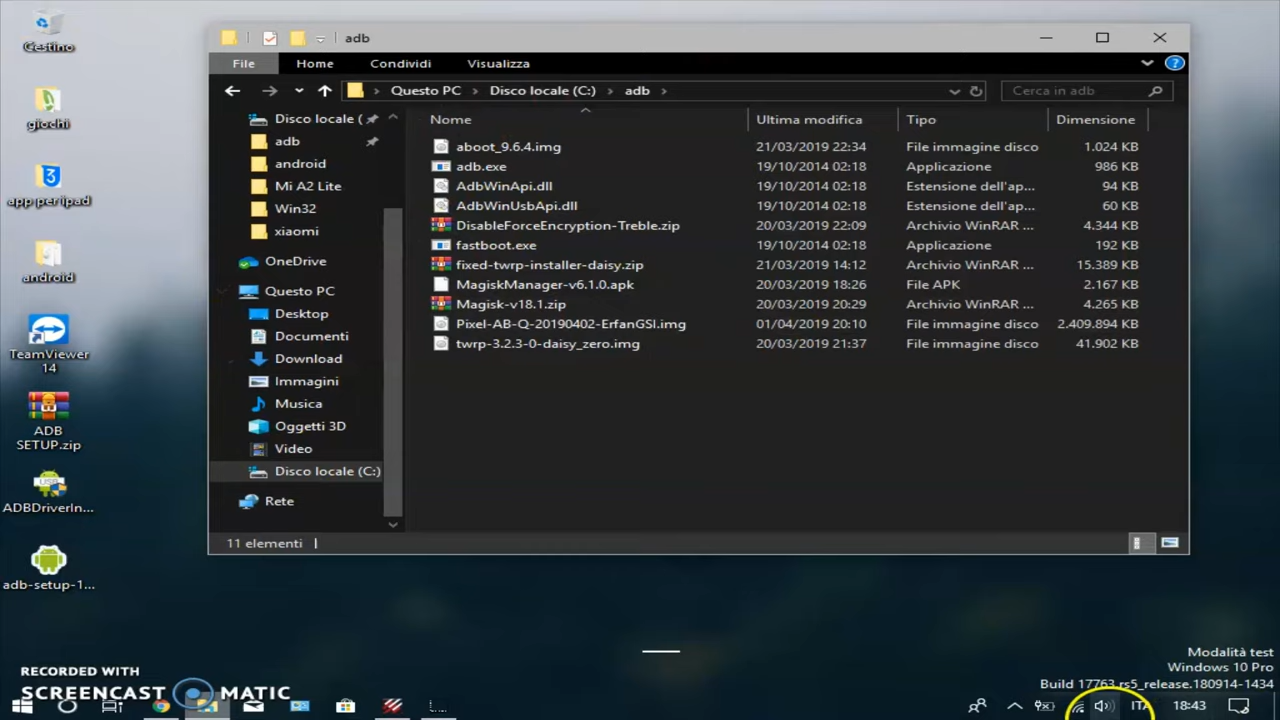 Cestino
giochi
app per ipad
android
TeamViewer
14
ADB
SETUP.zip
ADBDriverIn...
adb-setup-1...
adb
File Home Condividi Visualizza
Questo PC > Disco locale (C:) > adb >
Cerca in adb
Disco locale (
adb
android
Mi A2 Lite
Win32
xiaomi
OneDrive
Questo PC
Desktop
Documenti
Download
Immagini
Musica
Oggetti 3D
Video
Disco locale (C:)
Rete
Nome Ultima modifica Tipo Dimensione
aboot_9.6.4.img 21/03/2019 22:34 File immagine disco 1.024 KB
adb.exe 19/10/2014 02:18 Applicazione 986 KB
AdbWinApi.dll 19/10/2014 02:18 Estensione dell'ap... 94 KB
AdbWinUsbApi.dll 19/10/2014 02:18 Estensione dell'ap... 60 KB
DisableForceEncryption-Treble.zip 20/03/2019 22:09 Archivio WinRAR ... 4.344 KB
fastboot.exe 19/10/2014 02:18 Applicazione 192 KB
fixed-twrp-installer-daisy.zip 21/03/2019 14:12 Archivio WinRAR ... 15.389 KB
MagiskManager-v6.1.0.apk 20/03/2019 18:26 File APK 2.167 KB
Magisk-v18.1.zip 20/03/2019 20:29 Archivio WinRAR ... 4.265 KB
Pixel-AB-Q-20190402-ErfanGSI.img 01/04/2019 20:10 File immagine disco 2.409.894 KB
twrp-3.2.3-0-daisy_zero.img 20/03/2019 21:37 File immagine disco 41.902 KB
11 elementi
Modalità test
Windows 10 Pro
Build 17763.rs5_release.180914-1434
RECORDED WITH
SCREENCAST MATIC
ITA 18:43